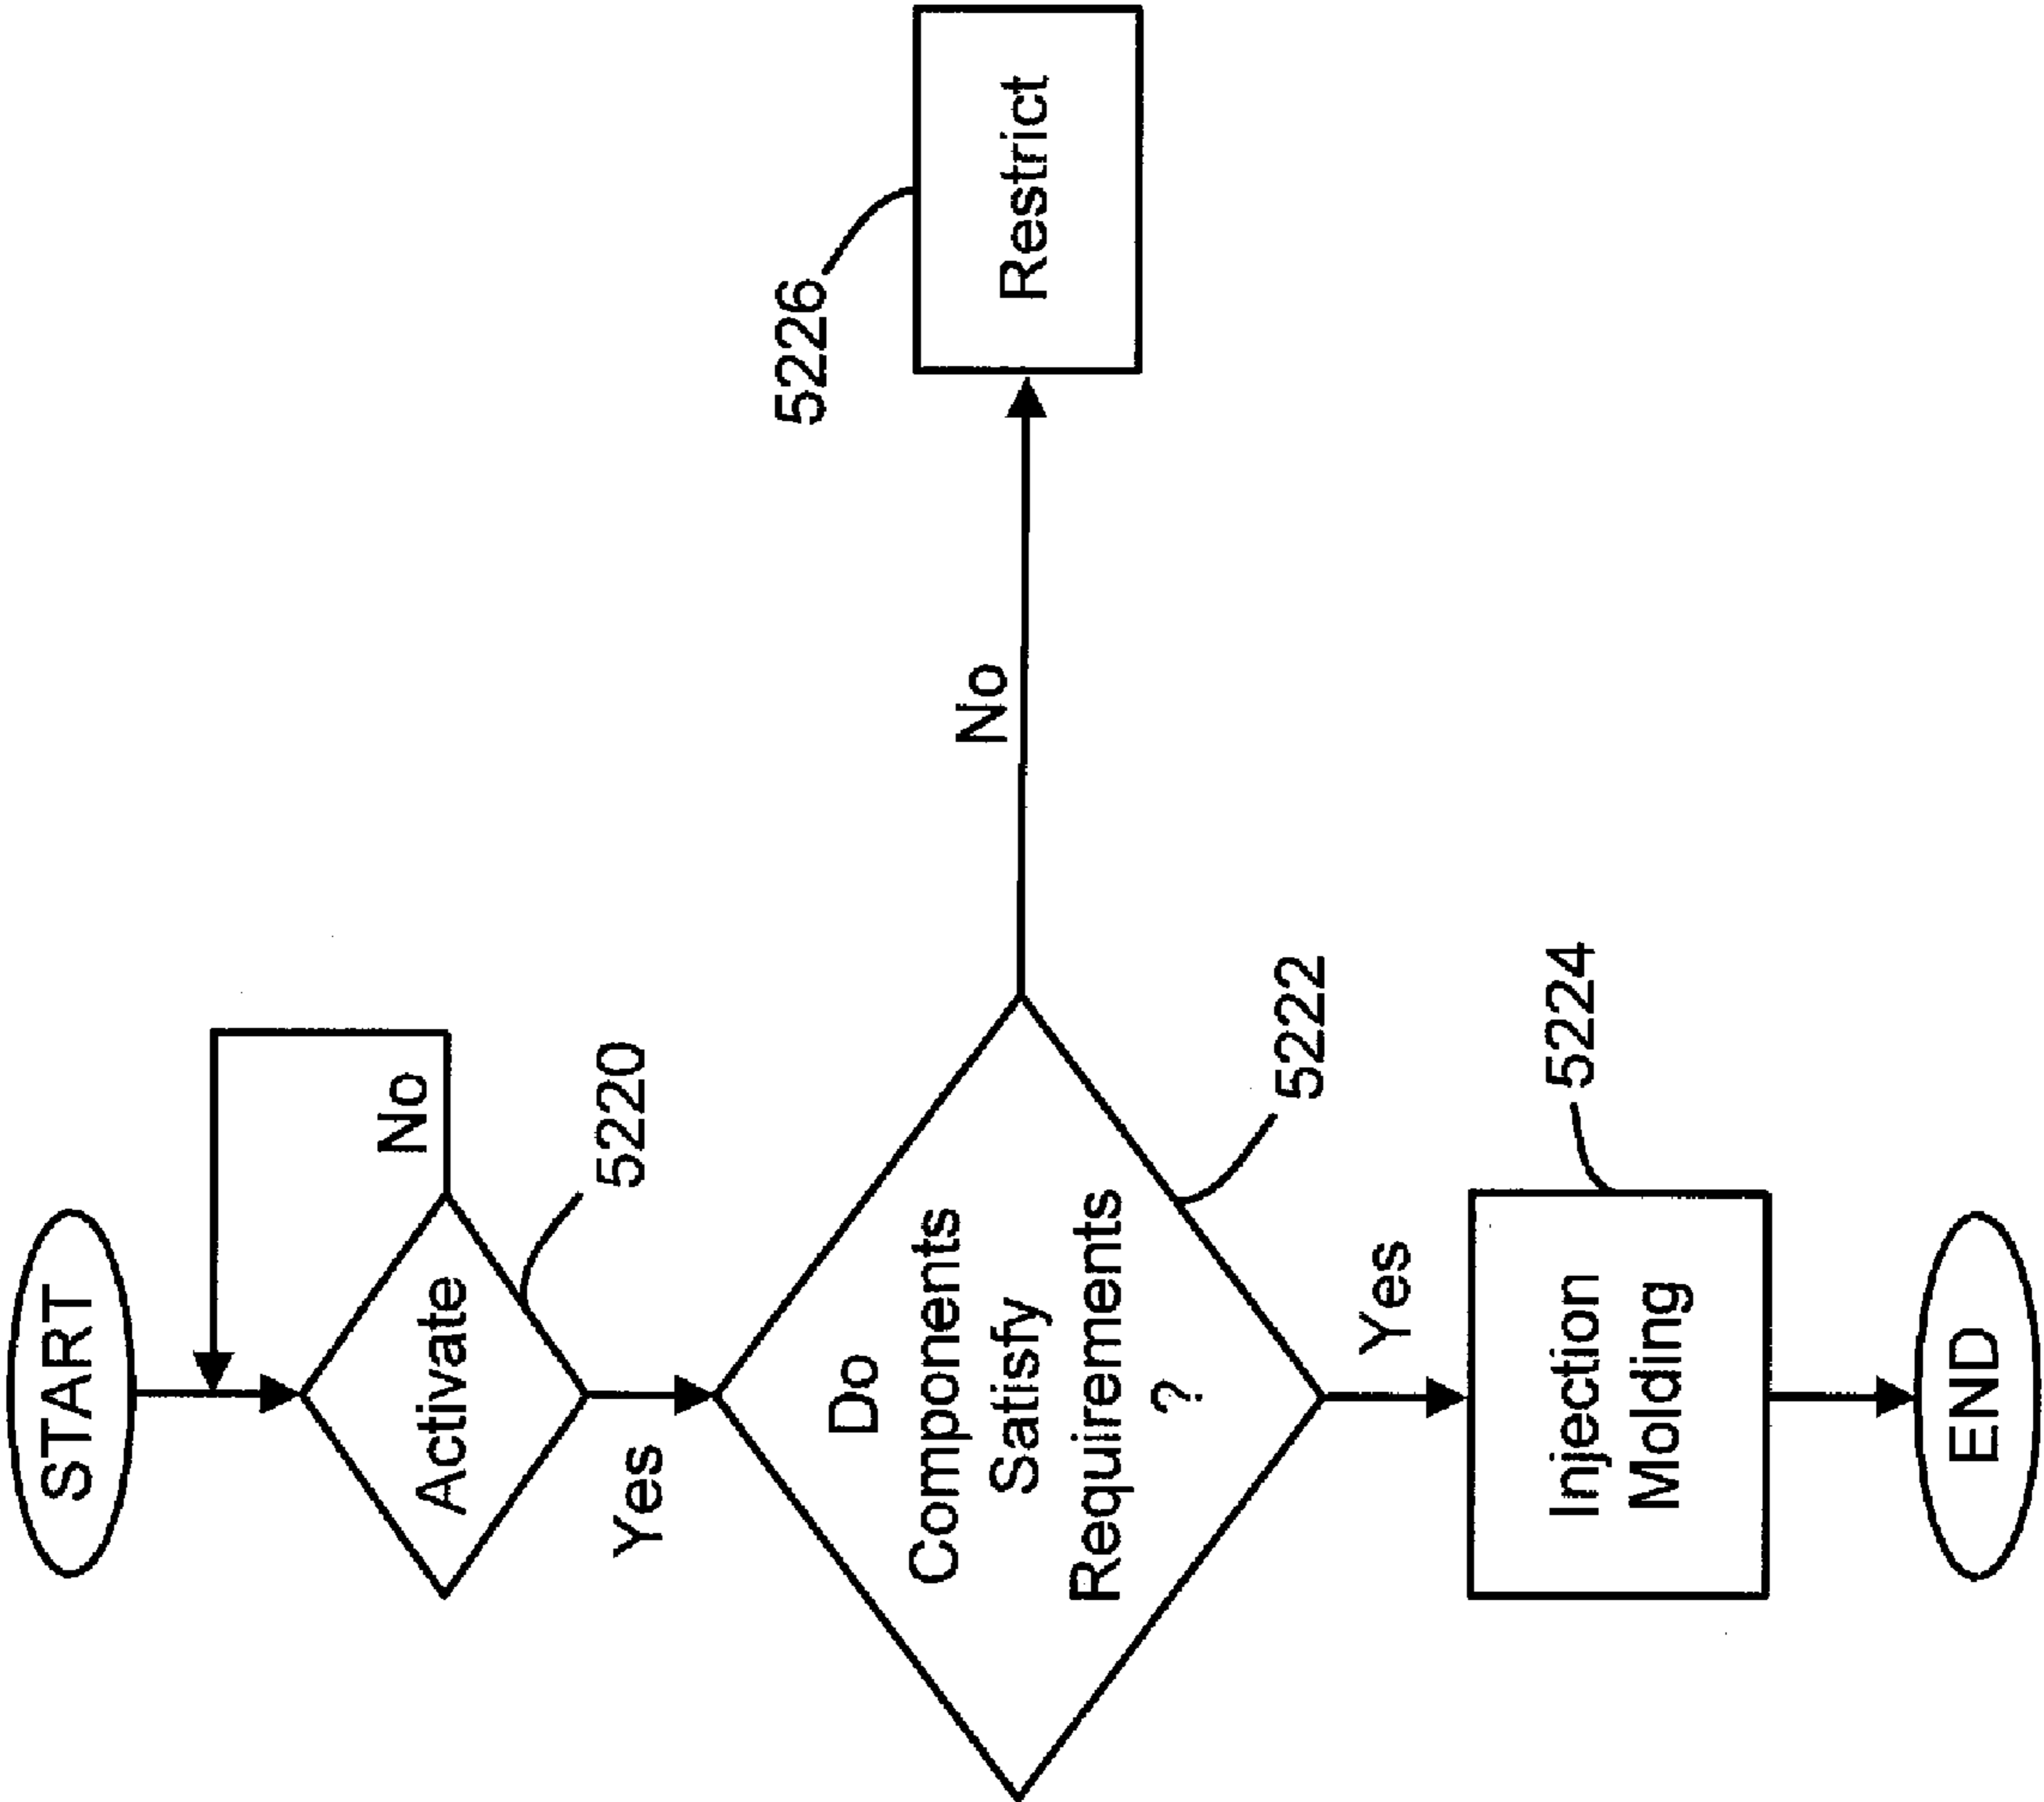 START
Activate
No
5220
Yes
Do
Components
Satisfy
Requirements
?
No
5222
5226
Restrict
Yes
Injection
Molding
5224
END